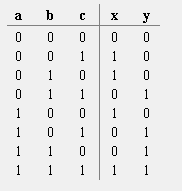 a b c x y
0 0 0 0 0
0 0 1 1 0
0 1 0 1 0
0 1 1 0 1
1 0 0 1 0
1 0 1 0 1
1 1 0 0 1
1 1 1 1 1